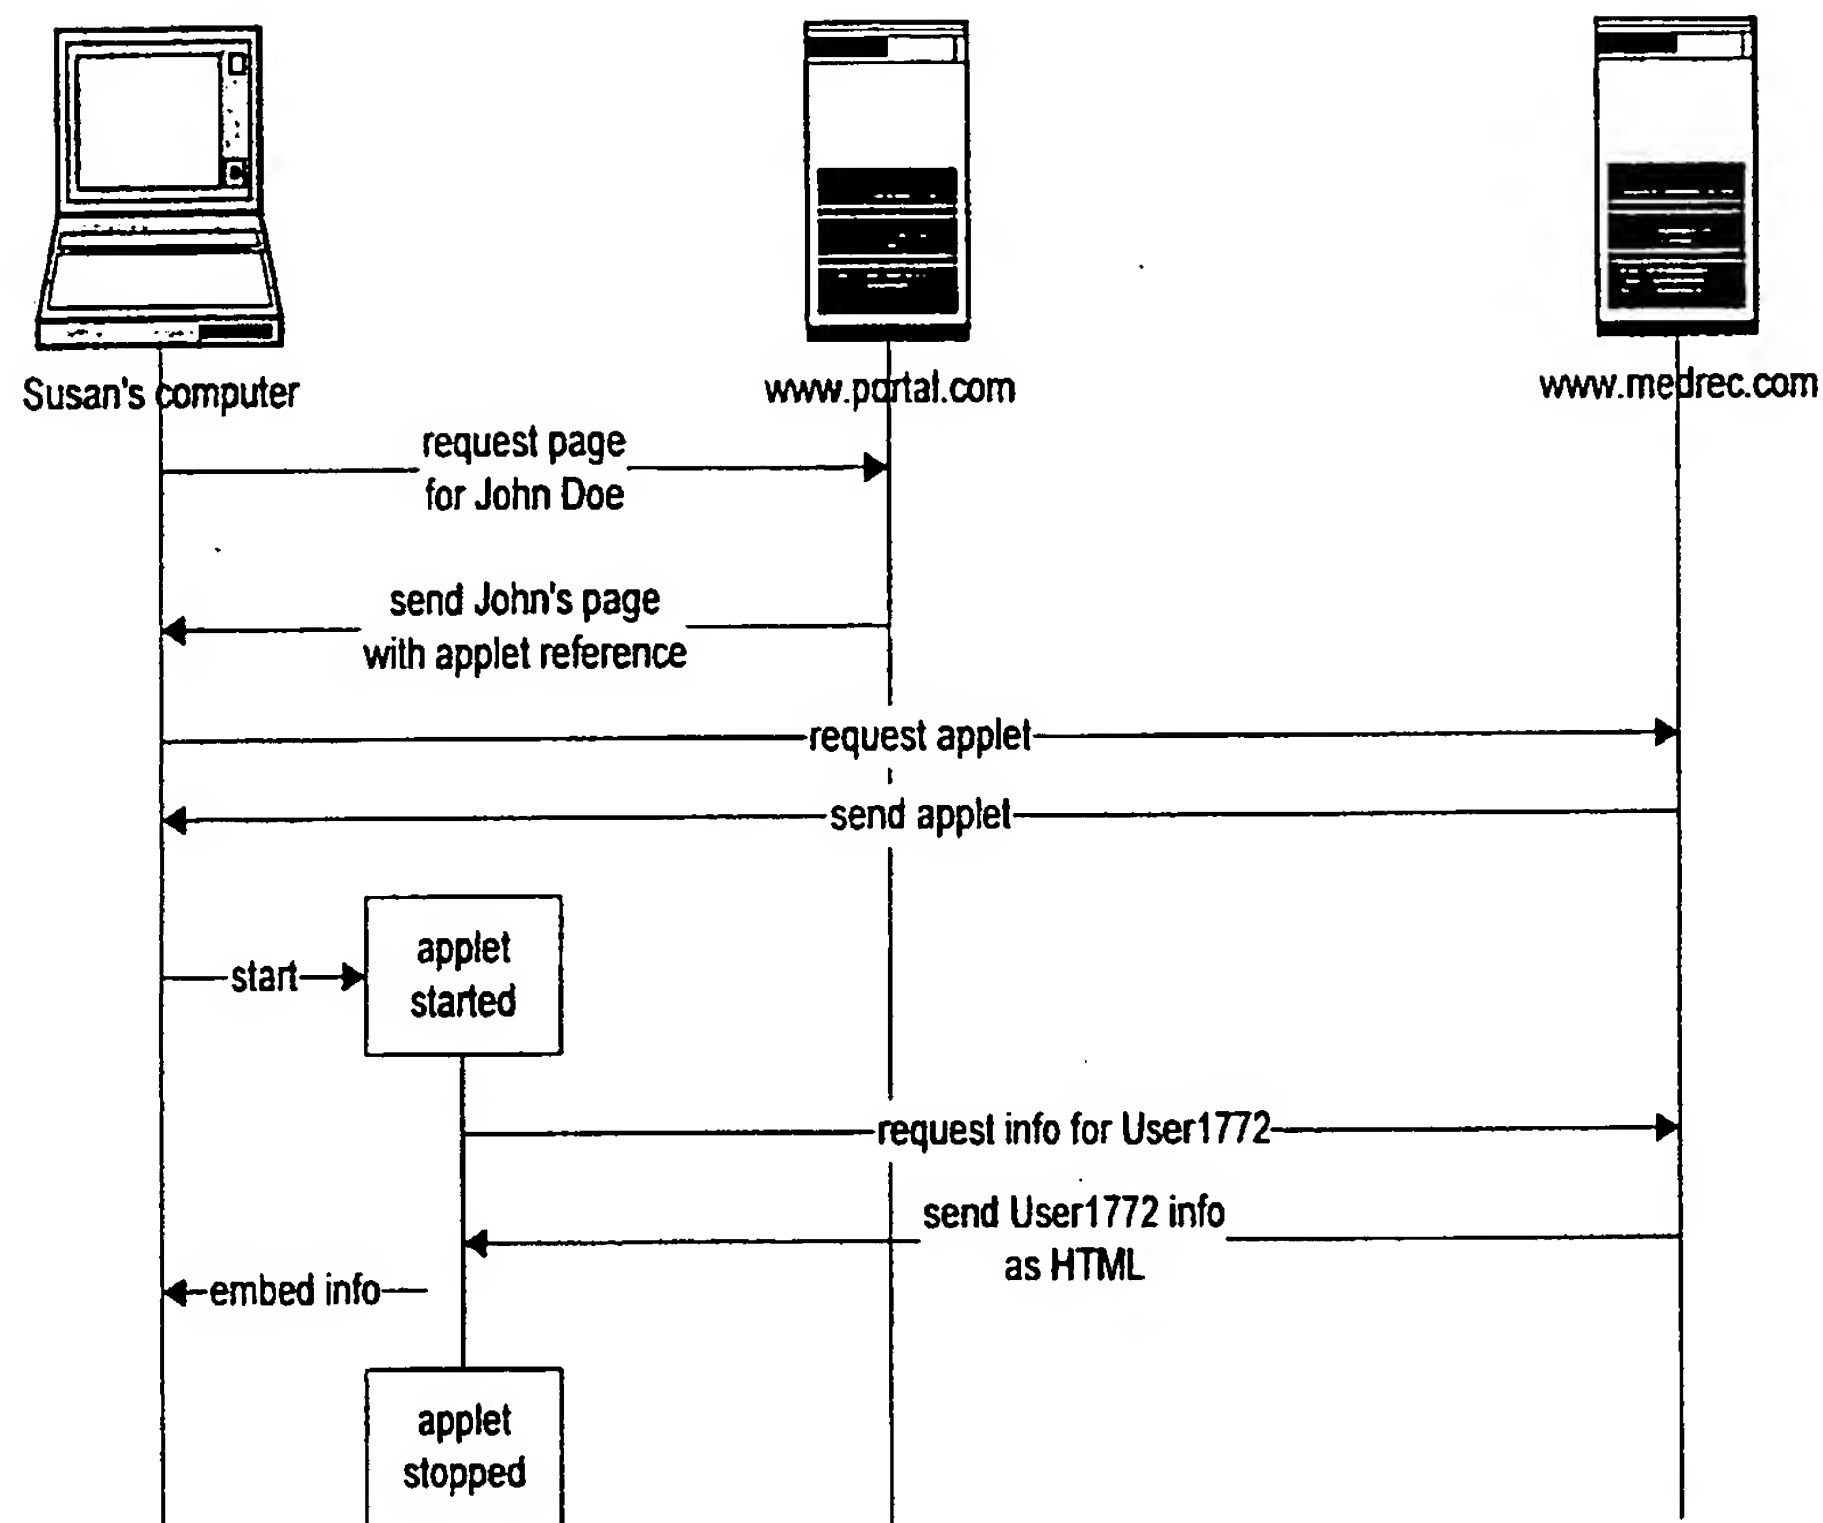 Susan's computer
www.portal.com
www.medrec.com
request page
for John Doe
send John's page
with applet reference
request applet
send applet
start
applet
started
request info for User1772
send User1772 info
as HTML
embed info
applet
stopped